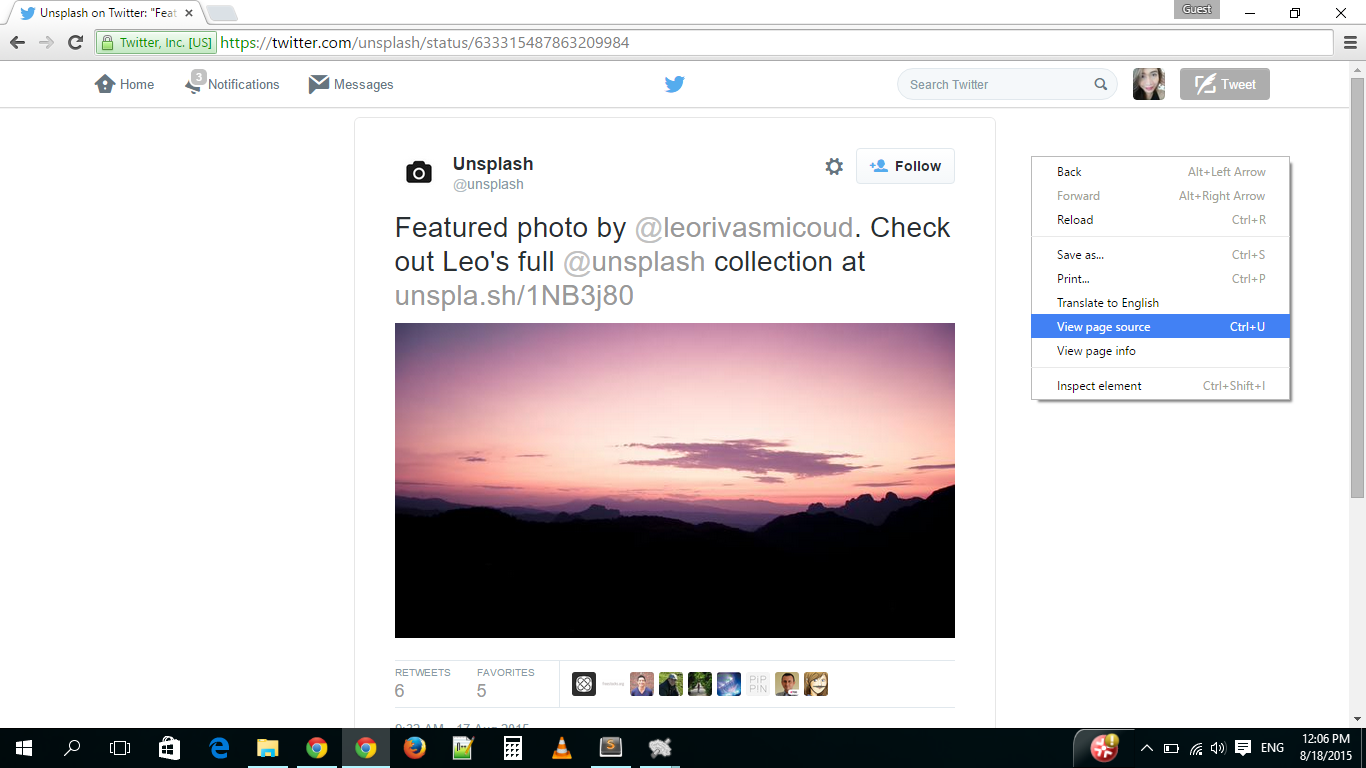 Unsplash on Twitter: "Feat
Guest
Twitter, Inc. [US]
https://twitter.com/unsplash/status/633315487863209984
Home
3
Notifications
Messages
Search Twitter
Tweet
Unsplash
@unsplash
Follow
Featured photo by @leorivasmicoud. Check
out Leo's full @unsplash collection at
unspla.sh/1NB3j80
Back Alt+Left Arrow
Forward Alt+Right Arrow
Reload Ctrl+R
Save as... Ctrl+S
Print... Ctrl+P
Translate to English
View page source Ctrl+U
View page info
Inspect element Ctrl+Shift+I
RETWEETS
6
FAVORITES
5
PiP
PiN
17 Aug 2015
ENG
12:06 PM
8/18/2015